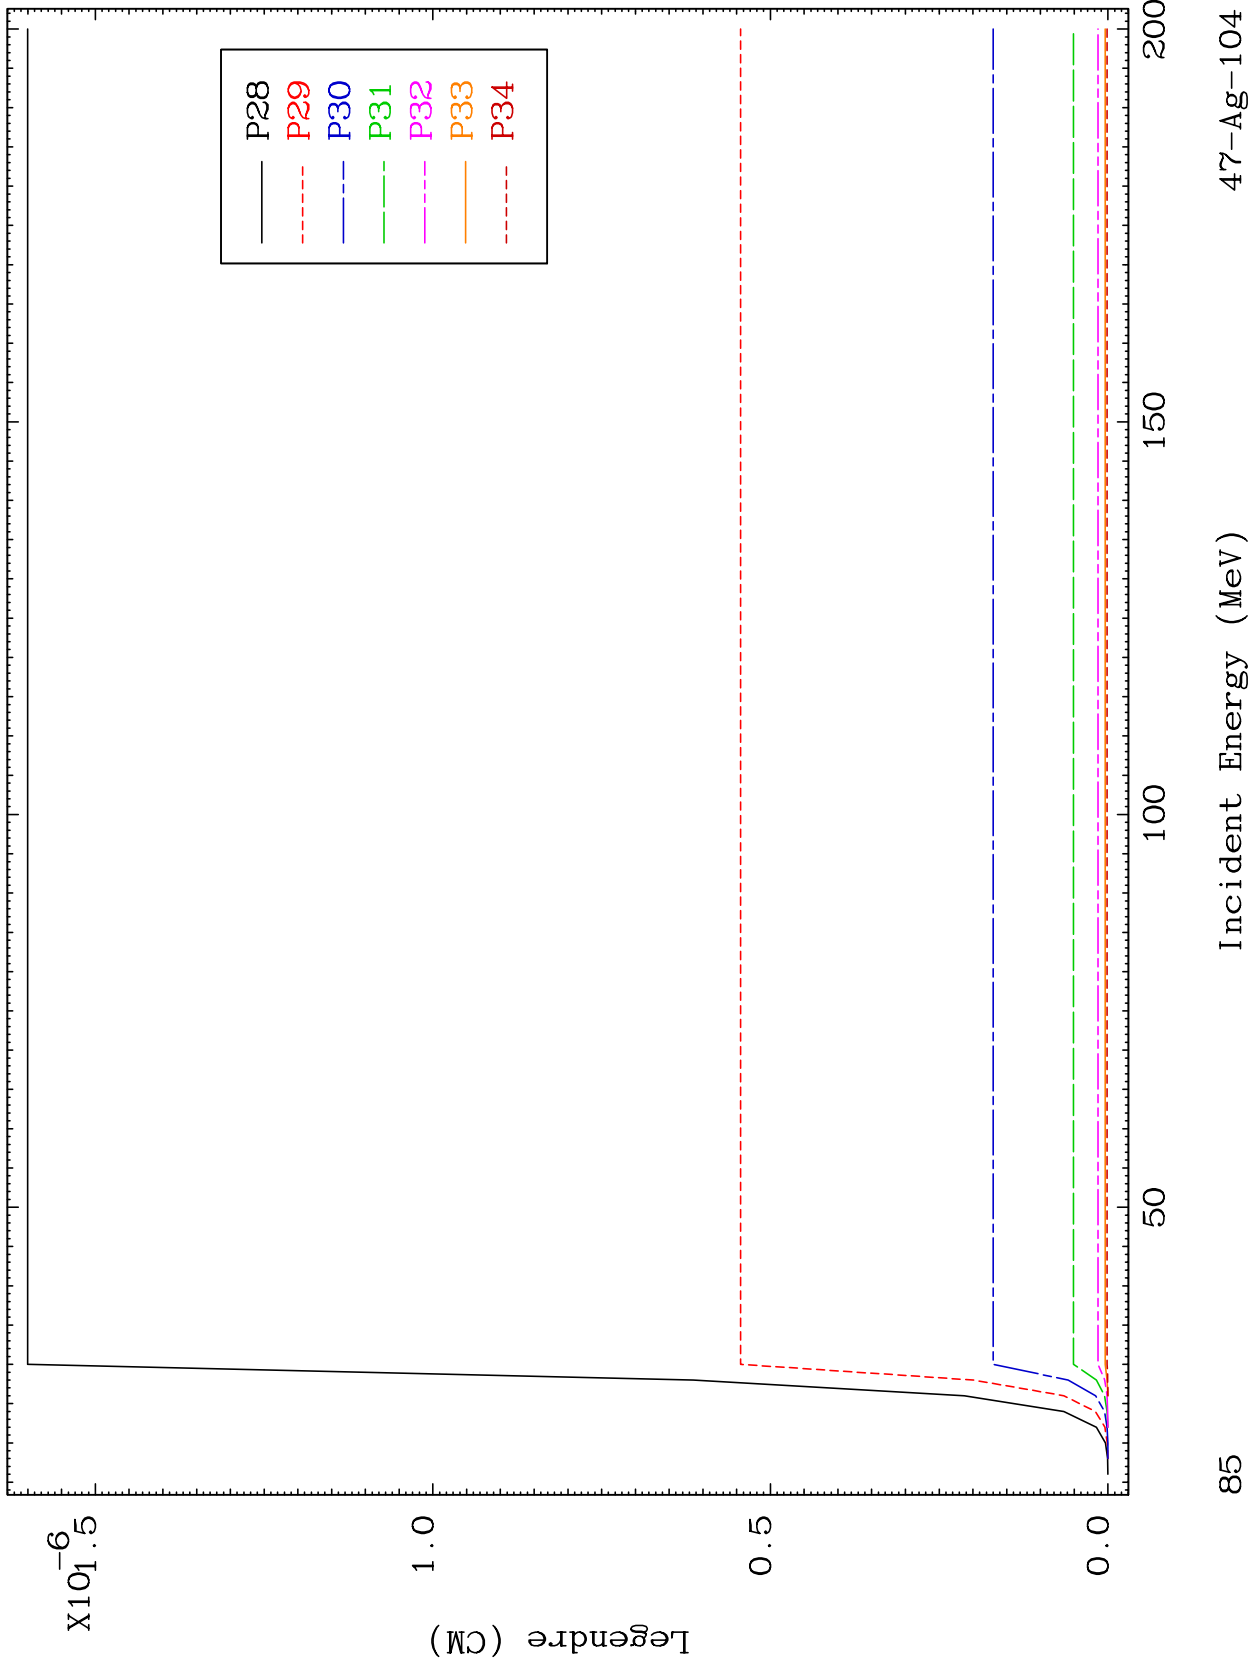 X10-6
1.5
1.0
0.5
0.0
Legendre (CM)
P28
P29
P30
P31
P32
P33
P34
50
100
150
200
85
Incident Energy (MeV)
47-Ag-104